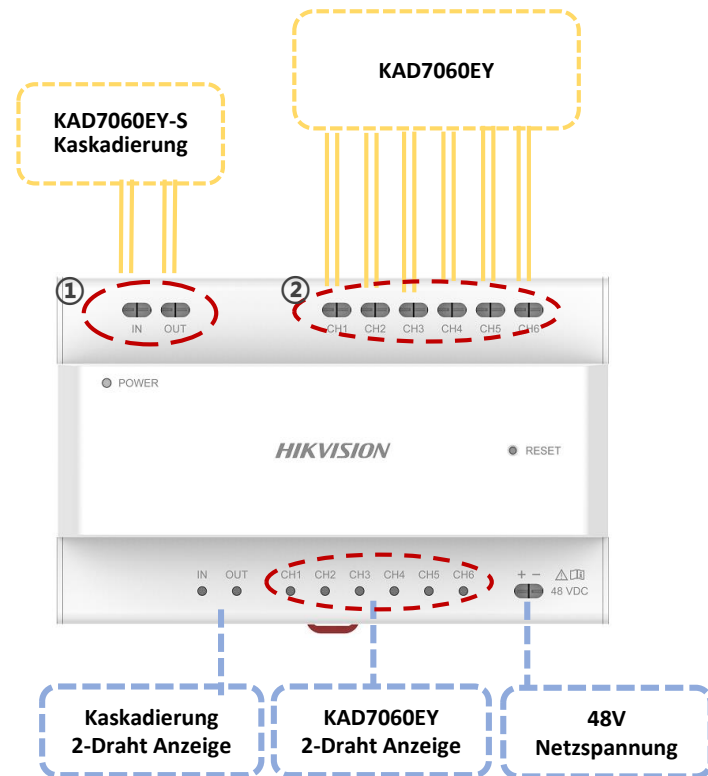 KAD7060EY
KAD7060EY-S
Kaskadierung
① ②
IN OUT CH1 CH2 CH3 CH4 CH5 CH6
POWER
HIKVISION
RESET
IN OUT CH1 CH2 CH3 CH4 CH5 CH6 + −
48 VDC
Kaskadierung
2-Draht Anzeige
KAD7060EY
2-Draht Anzeige
48V
Netzspannung